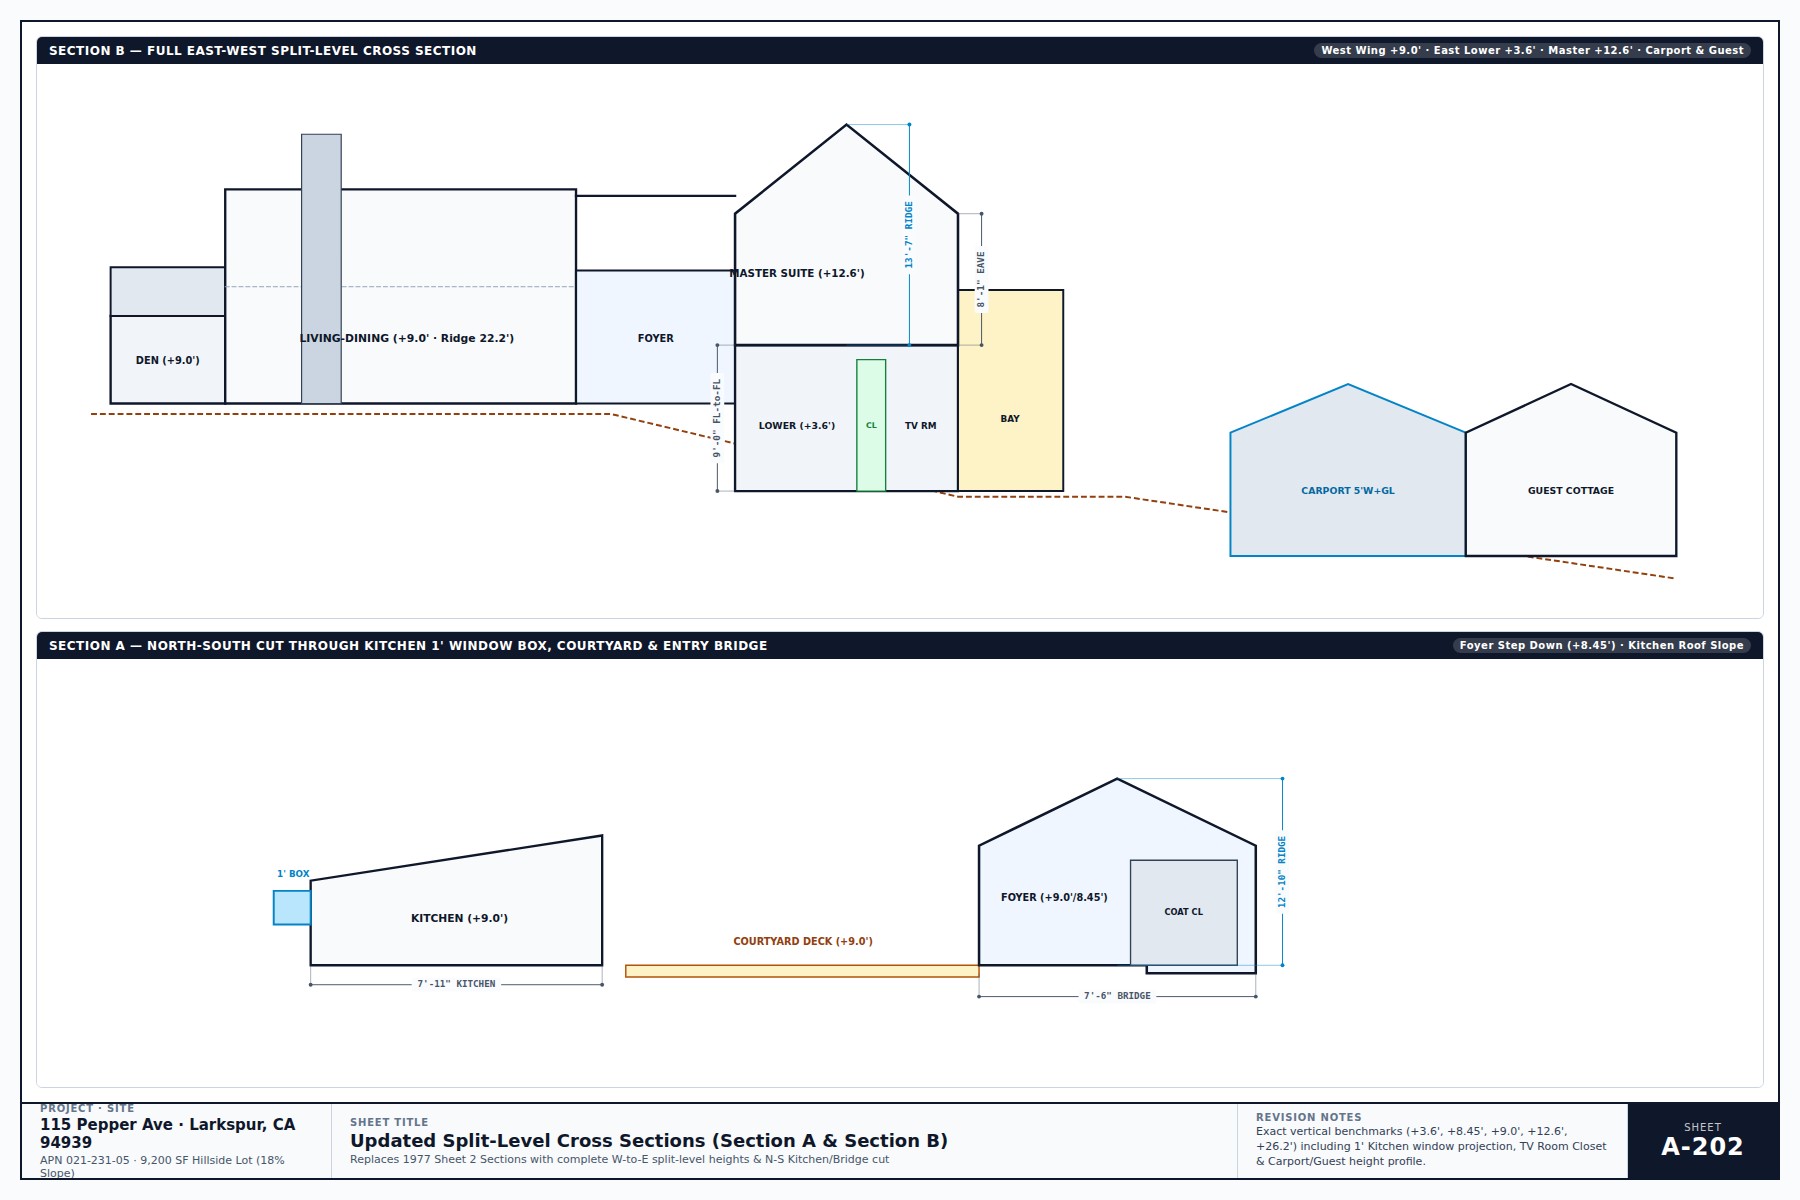 SECTION B — FULL EAST-WEST SPLIT-LEVEL CROSS SECTION
West Wing +9.0' · East Lower +3.6' · Master +12.6' · Carport & Guest
13'-7" RIDGE
8'-1" EAVE
MASTER SUITE (+12.6')
LIVING-DINING (+9.0' · Ridge 22.2')
FOYER
DEN (+9.0')
9'-0" FL-to-FL
LOWER (+3.6')
CL
TV RM
BAY
CARPORT 5'W+GL
GUEST COTTAGE
SECTION A — NORTH-SOUTH CUT THROUGH KITCHEN 1' WINDOW BOX, COURTYARD & ENTRY BRIDGE
Foyer Step Down (+8.45') · Kitchen Roof Slope
1' BOX
KITCHEN (+9.0')
7'-11" KITCHEN
COURTYARD DECK (+9.0')
FOYER (+9.0'/8.45')
COAT CL
12'-10" RIDGE
7'-6" BRIDGE
PROJECT · SITE
115 Pepper Ave · Larkspur, CA
94939
APN 021-231-05 · 9,200 SF Hillside Lot (18%
Slope)
SHEET TITLE
Updated Split-Level Cross Sections (Section A & Section B)
Replaces 1977 Sheet 2 Sections with complete W-to-E split-level heights & N-S Kitchen/Bridge cut
REVISION NOTES
Exact vertical benchmarks (+3.6', +8.45', +9.0', +12.6',
+26.2') including 1' Kitchen window projection, TV Room Closet
& Carport/Guest height profile.
SHEET
A-202